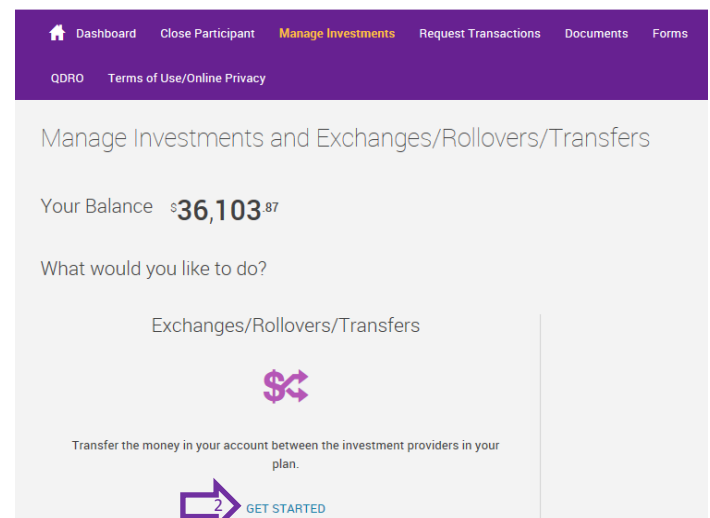 Dashboard Close Participant Manage Investments Request Transactions Documents Forms
QDRO Terms of Use/Online Privacy
Manage Investments and Exchanges/Rollovers/Transfers
Your Balance $36,103.87
What would you like to do?
Exchanges/Rollovers/Transfers
$
Transfer the money in your account between the investment providers in your
plan.
2 GET STARTED